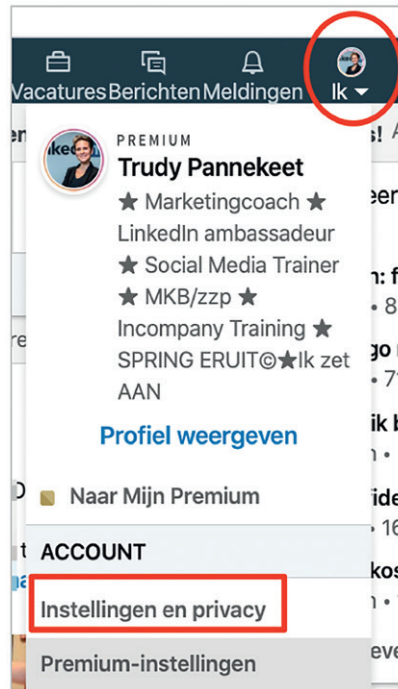 Vacatures Berichten Meldingen Ik
PREMIUM
Trudy Pannekeet
★ Marketingcoach ★
LinkedIn ambassadeur
★ Social Media Trainer
★ MKB/zzp ★
Incompany Training ★
SPRING ERUIT©★Ik zet
AAN
Profiel weergeven
Naar Mijn Premium
ACCOUNT
Instellingen en privacy
Premium-instellingen